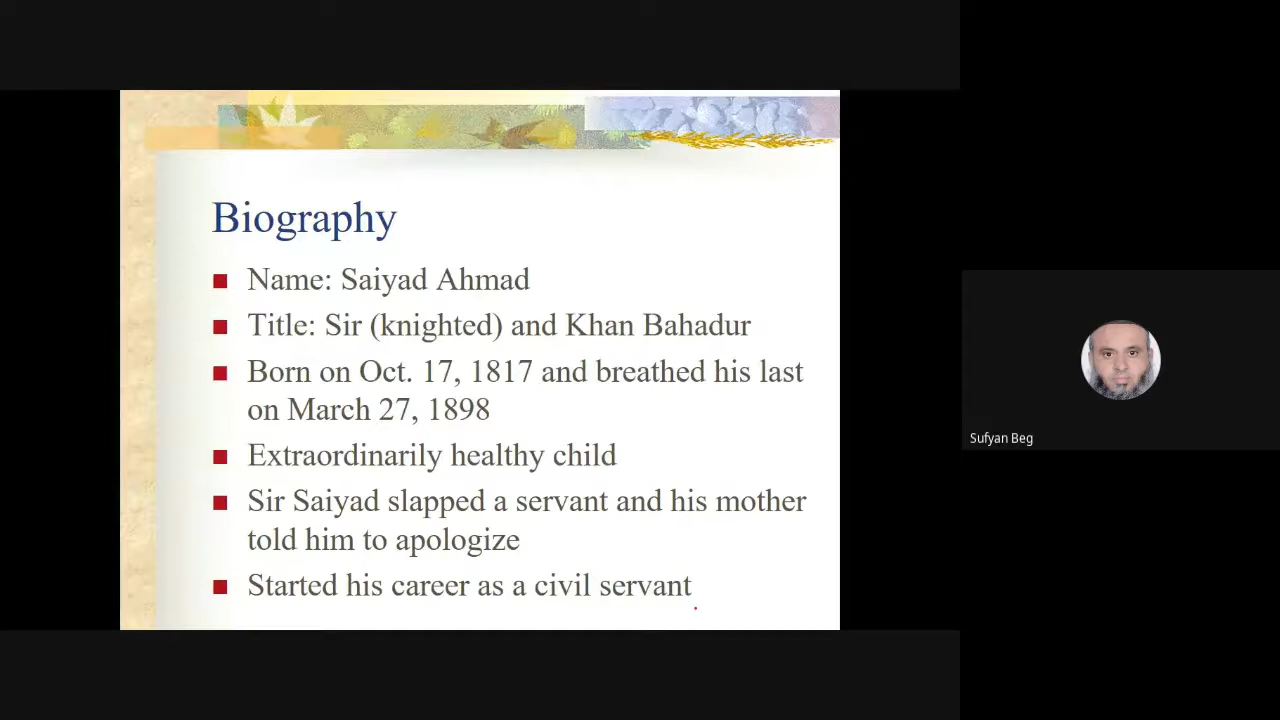 Biography
Name: Saiyad Ahmad
Title: Sir (knighted) and Khan Bahadur
Born on Oct. 17, 1817 and breathed his last
on March 27, 1898
Extraordinarily healthy child
Sir Saiyad slapped a servant and his mother
told him to apologize
Started his career as a civil servant
Sufyan Beg